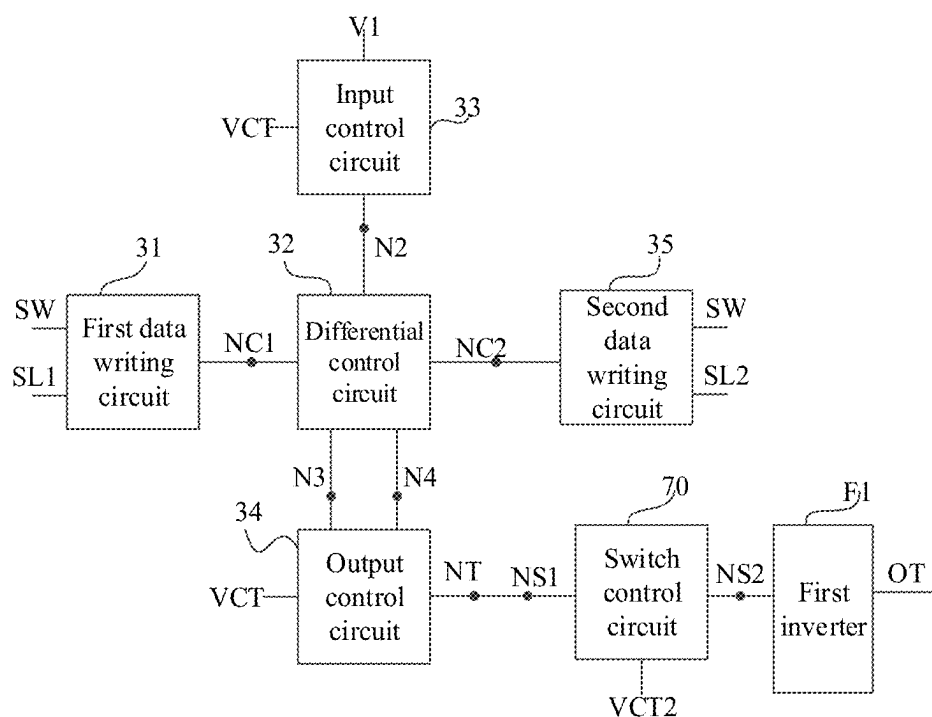 V1
Input
control
circuit
VCT
33
N2
31
32
35
SW
First data
writing
circuit
SL1
NC1
Differential
control
circuit
NC2
Second
data
writing
circuit
SW
SL2
N3
N4
34
70
F1
VCT
Output
control
circuit
NT
NS1
Switch
control
circuit
NS2
First
inverter
OT
VCT2